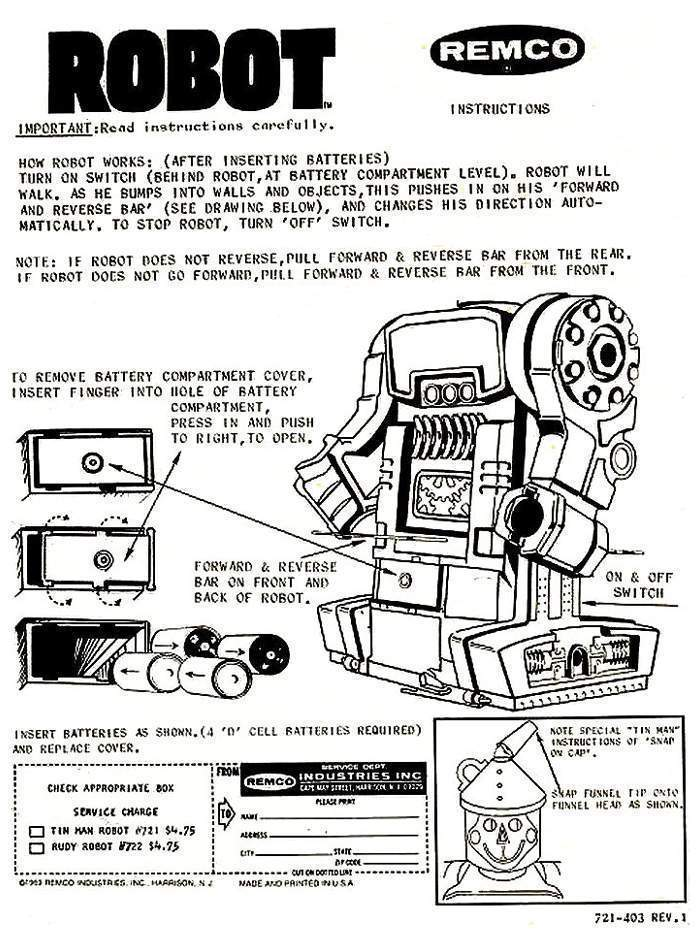 ROBOT™
REMCO
INSTRUCTIONS
IMPORTANT:Read instructions carefully.
HOW ROBOT WORKS: (AFTER INSERTING BATTERIES)
TURN ON SWITCH (BEHIND ROBOT,AT BATTERY COMPARTMENT LEVEL). ROBOT WILL
WALK. AS HE BUMPS INTO WALLS AND OBJECTS,THIS PUSHES IN ON HIS 'FORWARD
AND REVERSE BAR' (SEE DRAWING BELOW), AND CHANGES HIS DIRECTION AUTO-
MATICALLY. TO STOP ROBOT, TURN 'OFF' SWITCH.
NOTE: IF ROBOT DOES NOT REVERSE,PULL FORWARD & REVERSE BAR FROM THE REAR.
IF ROBOT DOES NOT GO FORWARD,PULL FORWARD & REVERSE BAR FROM THE FRONT.
TO REMOVE BATTERY COMPARTMENT COVER,
INSERT FINGER INTO HOLE OF BATTERY
COMPARTMENT,
PRESS IN AND PUSH
TO RIGHT,TO OPEN.
FORWARD & REVERSE
BAR ON FRONT AND
BACK OF ROBOT.
ON & OFF
SWITCH
INSERT BATTERIES AS SHOWN.(4 'D' CELL BATTERIES REQUIRED)
AND REPLACE COVER.
NOTE SPECIAL "TIN MAN"
INSTRUCTIONS OF "SNAP
ON CAP".
SNAP FUNNEL TIP ONTO
FUNNEL HEAD AS SHOWN.
CHECK APPROPRIATE BOX
SERVICE CHARGE
TIN MAN ROBOT #721 $4.75
RUDY ROBOT #722 $4.75
FROM
REMCO
SERVICE DEPT.
INDUSTRIES INC
CAPE MAY STREET, HARRISON, N. J.
PLEASE PRINT
TO
NAME
ADDRESS
CITY STATE
ZIP CODE
CUT ON DOTTED LINE
REMCO INDUSTRIES, INC., HARRISON, N. J. MADE AND PRINTED IN U.S.A.
721-403 REV.1